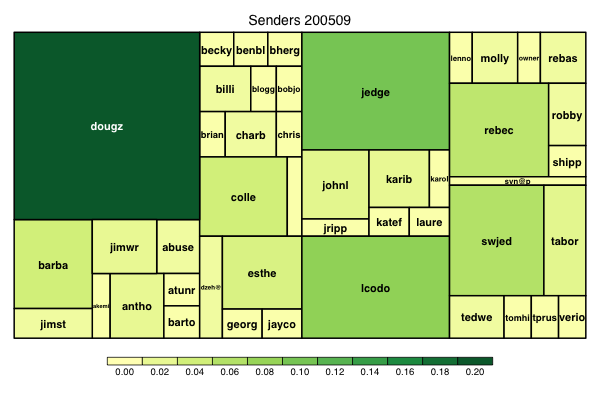 Senders 200509
dougz
becky
benbl
bherg
billi
blogg
bobjo
brian
charb
chris
colle
jedge
lenno
molly
owner
rebas
rebec
robby
shipp
syn@p
johnl
karib
karol
jripp
katef
laure
swjed
tabor
barba
jimwr
abuse
akemi
antho
atunr
barto
jimst
dzeh@
esthe
georg
jayco
lcodo
tedwe
tomhi
tprus
verio
0.00 0.02 0.04 0.06 0.08 0.10 0.12 0.14 0.16 0.18 0.20